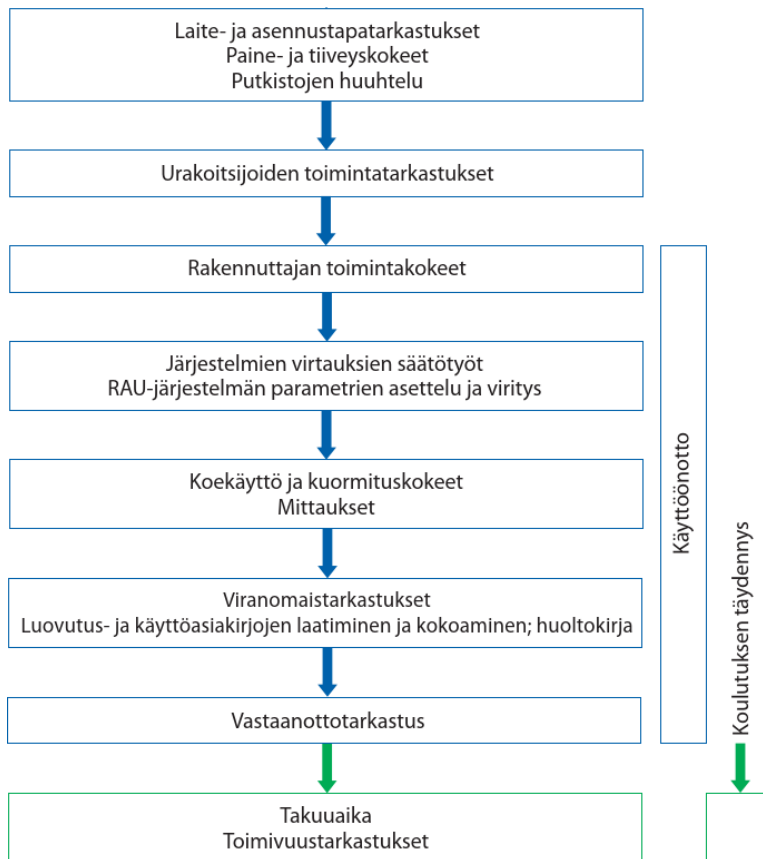 Laite- ja asennustapatarkastukset
Paine- ja tiiveyskokeet
Putkistojen huuhtelu
Urakoitsijoiden toimintatarkastukset
Rakennuttajan toimintakokeet
Järjestelmien virtauksien säätötyöt
RAU-järjestelmän parametrien asettelu ja viritys
Koekäyttö ja kuormituskokeet
Mittaukset
Viranomaistarkastukset
Luovutus- ja käyttöasiakirjojen laatiminen ja kokoaminen; huoltokirja
Vastaanottotarkastus
Takuuaika
Toimivuustarkastukset
Käyttöönotto
Koulutuksen täydennys